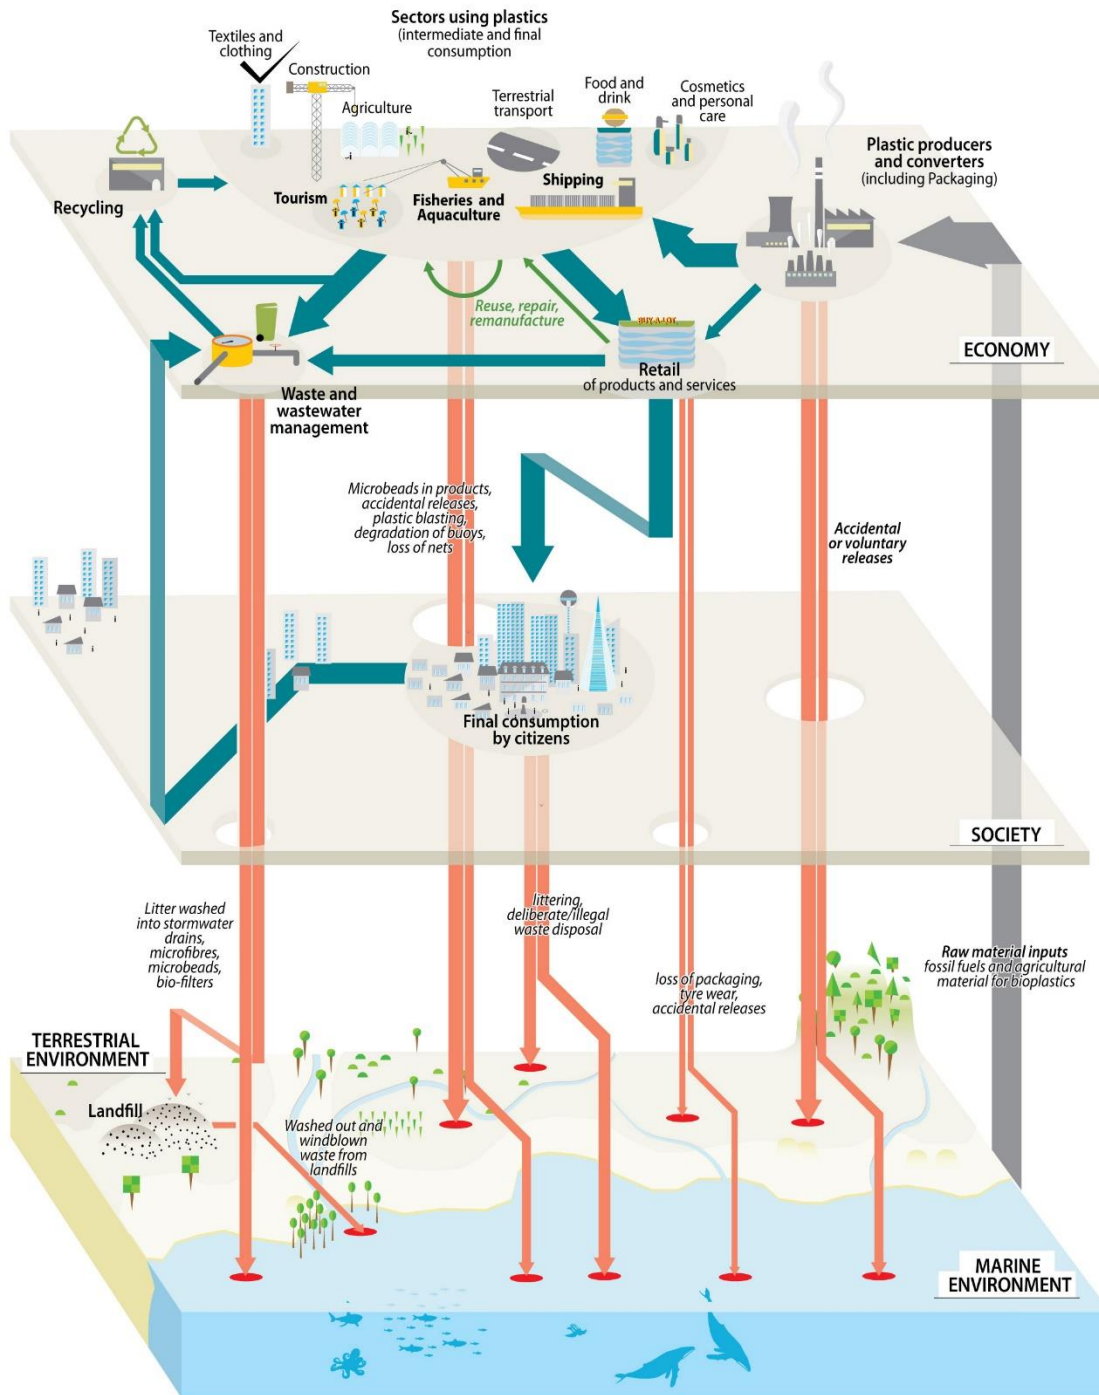 Sectors using plastics
(intermediate and final
consumption
Textiles and
clothing
Construction
Agriculture
Terrestrial
transport
Food and
drink
Cosmetics
and personal
care
Plastic producers
and converters
(including Packaging)
Recycling
Tourism
Fisheries and
Aquaculture
Shipping
Reuse, repair,
remanufacture
BUY-A-LOT
Retail
of products and services
ECONOMY
Waste and
wastewater
management
Microbeads in products,
accidental releases,
plastic blasting,
degradation of buoys,
loss of nets
Accidental
or voluntary
releases
Final consumption
by citizens
SOCIETY
Litter washed
into stormwater
drains,
microfibres,
microbeads,
bio-filters
littering,
deliberate/illegal
waste disposal
loss of packaging,
tyre wear,
accidental releases
Raw material inputs
fossil fuels and agricultural
material for bioplastics
TERRESTRIAL
ENVIRONMENT
Landfill
Washed out and
windblown
waste from
landfills
MARINE
ENVIRONMENT